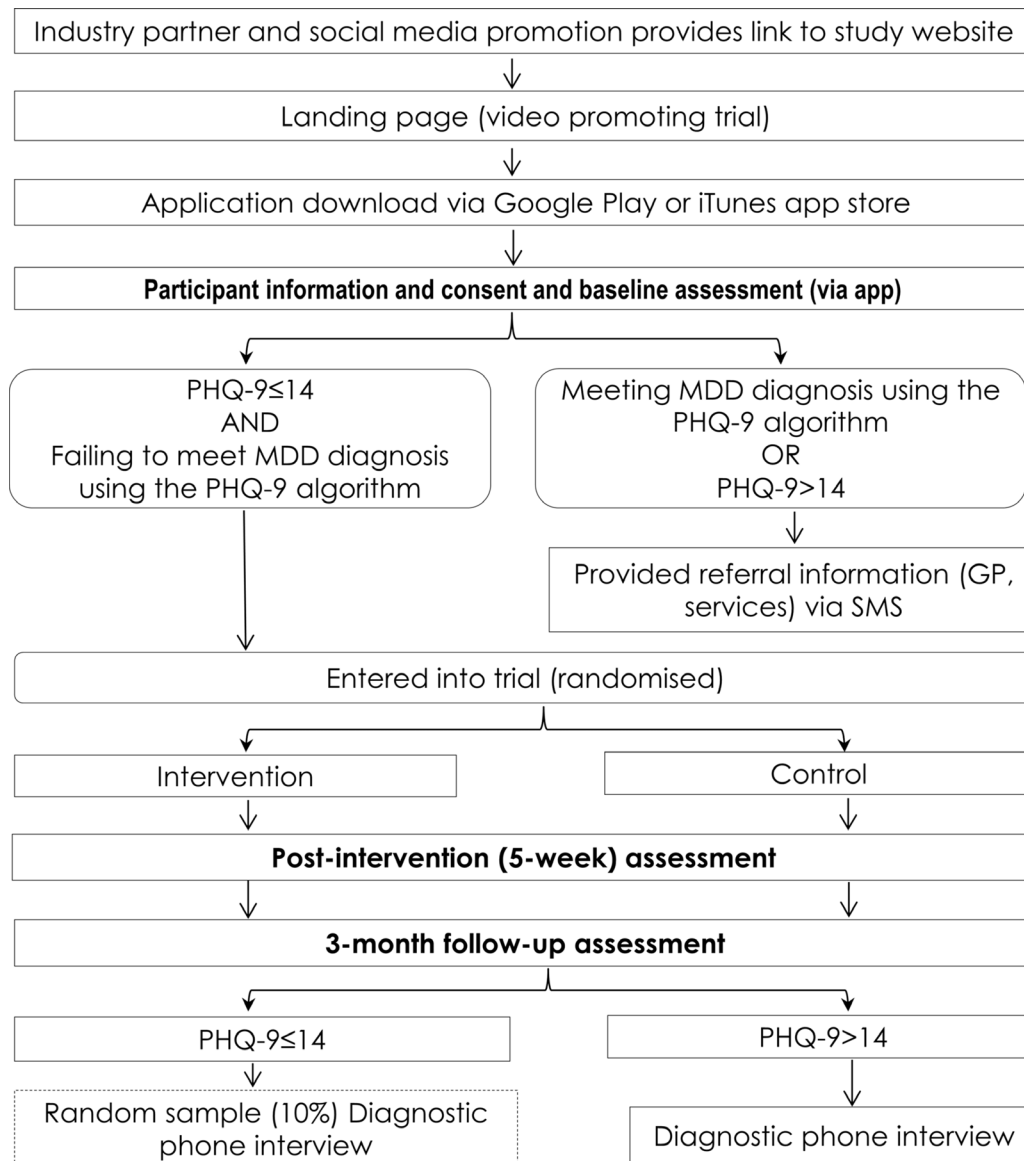 Industry partner and social media promotion provides link to study website
Landing page (video promoting trial)
Application download via Google Play or iTunes app store
Participant information and consent and baseline assessment (via app)
PHQ-9≤14
AND
Failing to meet MDD diagnosis
using the PHQ-9 algorithm
Meeting MDD diagnosis using the
PHQ-9 algorithm
OR
PHQ-9>14
Provided referral information (GP,
services) via SMS
Entered into trial (randomised)
Intervention
Control
Post-intervention (5-week) assessment
3-month follow-up assessment
PHQ-9≤14
PHQ-9>14
Random sample (10%) Diagnostic
phone interview
Diagnostic phone interview